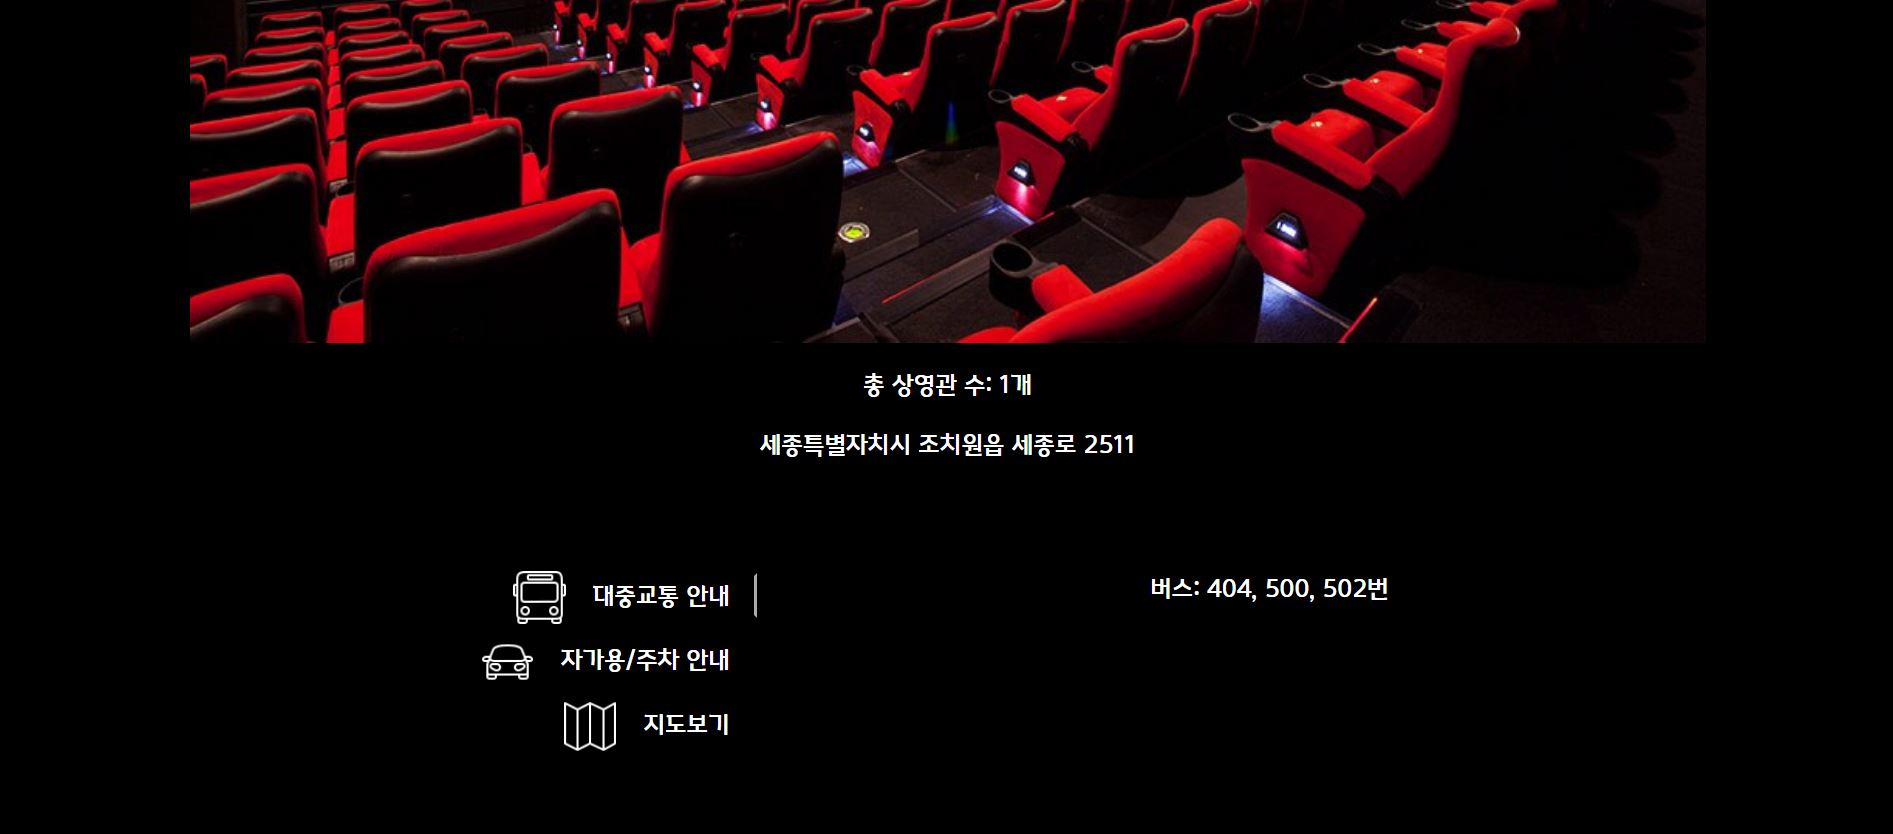 총 상영관 수: 1개
세종특별자치시 조치원읍 세종로 2511
대중교통 안내
버스: 404, 500, 502번
자가용/주차 안내
지도보기